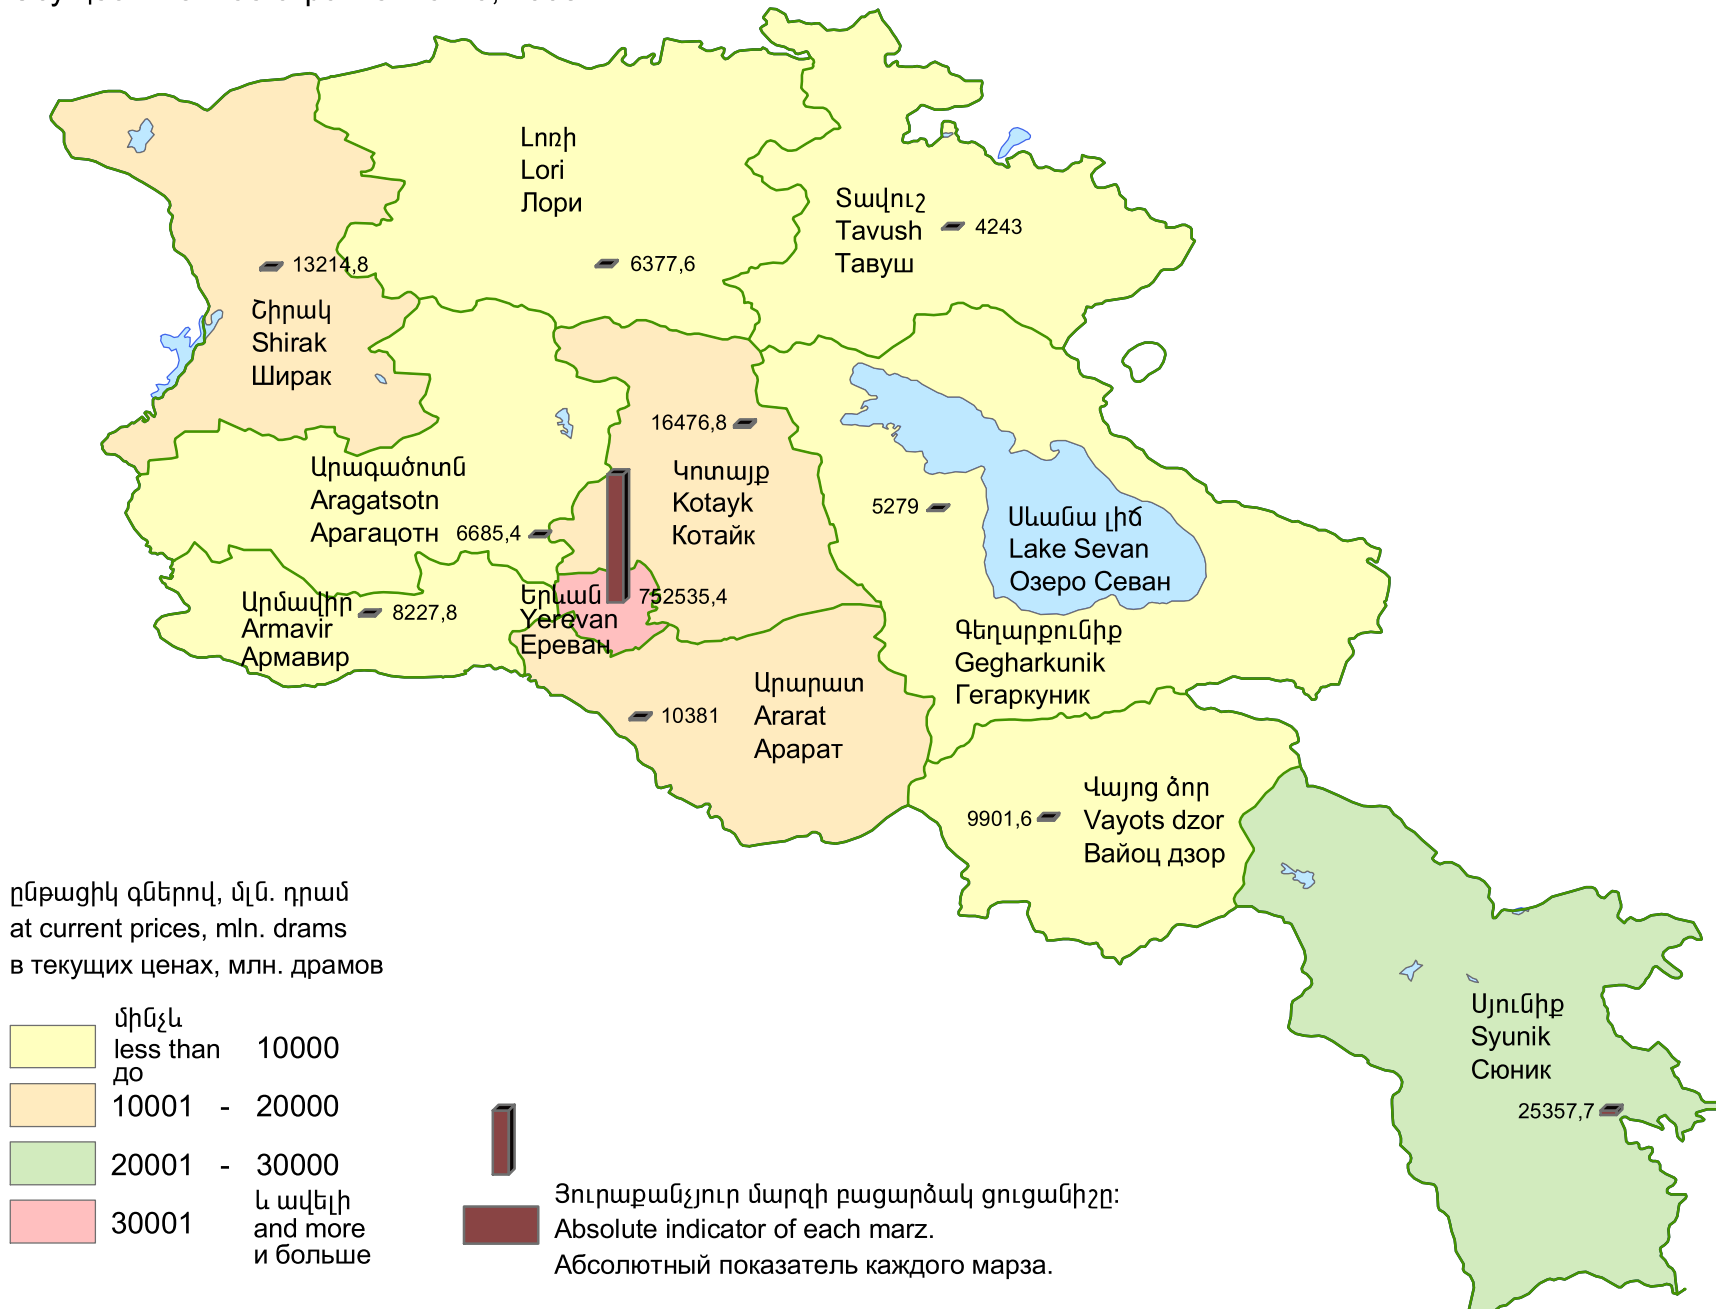 Լոռի
Lori
Лори
6377,6
Տավուշ
Tavush
Тавуш
4243
13214,8
Շիրակ
Shirak
Ширак
16476,8
Կոտայք
Kotayk
Котайк
Արագածոտն
Aragatsotn
Арагацотн
6685,4
5279
Սևանա լիճ
Lake Sevan
Озеро Севан
Արմավիր
Armavir
Армавир
8227,8
Երևան
Yerevan
Ереван
752535,4
Գեղարքունիք
Gegharkunik
Гегаркуник
Արարատ
Ararat
Арарат
10381
Վայոց ձոր
Vayots dzor
Вайоц дзор
9901,6
Սյունիք
Syunik
Сюник
25357,7
ընթացիկ գներով, մլն. դրամ
at current prices, mln. drams
в текущих ценах, млн. драмов
մինչև
less than 10000
до
10001 - 20000
20001 - 30000
30001
և ավելի
and more
и больше
Յուրաքանչյուր մարզի բացարձակ ցուցանիշը:
Absolute indicator of each marz.
Абсолютный показатель каждого марза.